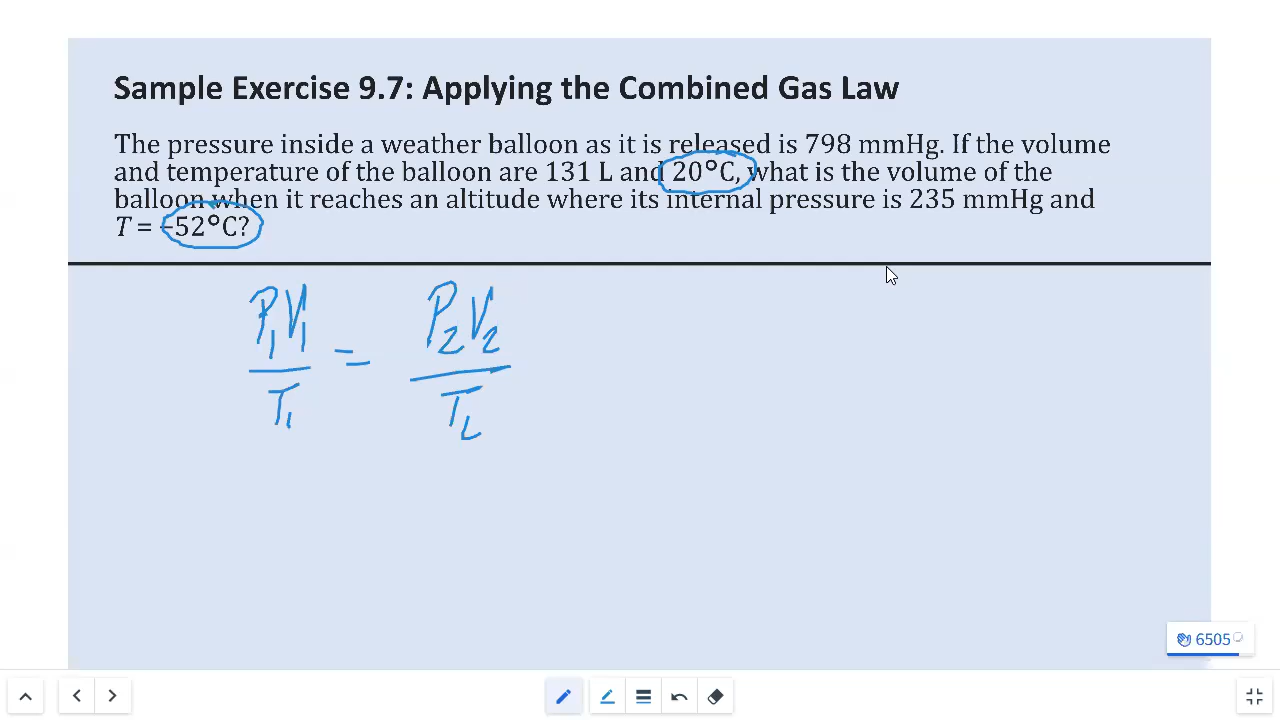 Sample Exercise 9.7: Applying the Combined Gas Law
The pressure inside a weather balloon as it is released is 798 mmHg. If the volume
and temperature of the balloon are 131 L and 20°C, what is the volume of the
balloon when it reaches an altitude where its internal pressure is 235 mmHg and
T = –52°C?
P₁V₁ / T₁ = P₂V₂ / T₂
6505